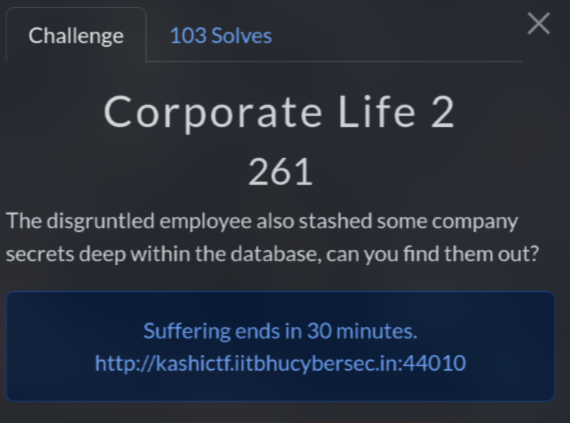 Challenge
103 Solves
Corporate Life 2
261
The disgruntled employee also stashed some company
secrets deep within the database, can you find them out?
Suffering ends in 30 minutes.
http://kashictf.iitbhucybersec.in:44010